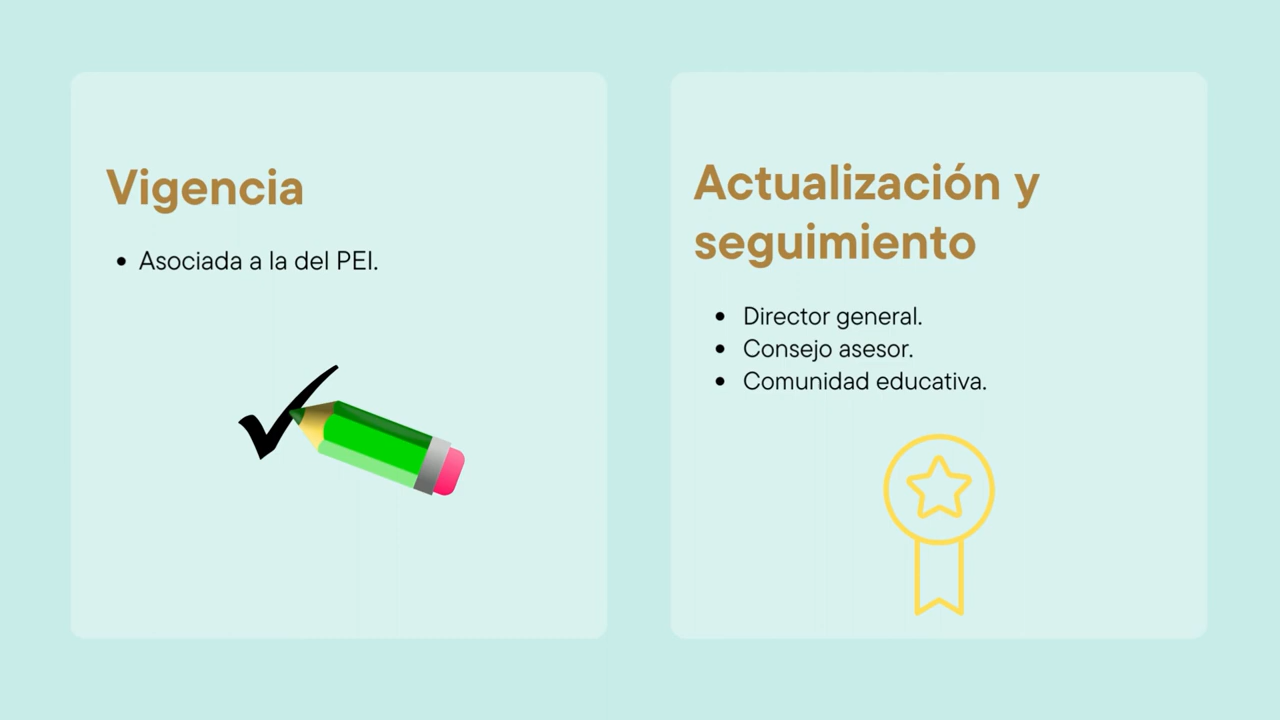 Vigencia
• Asociada a la del PEI.
Actualización y
seguimiento
• Director general.
• Consejo asesor.
• Comunidad educativa.